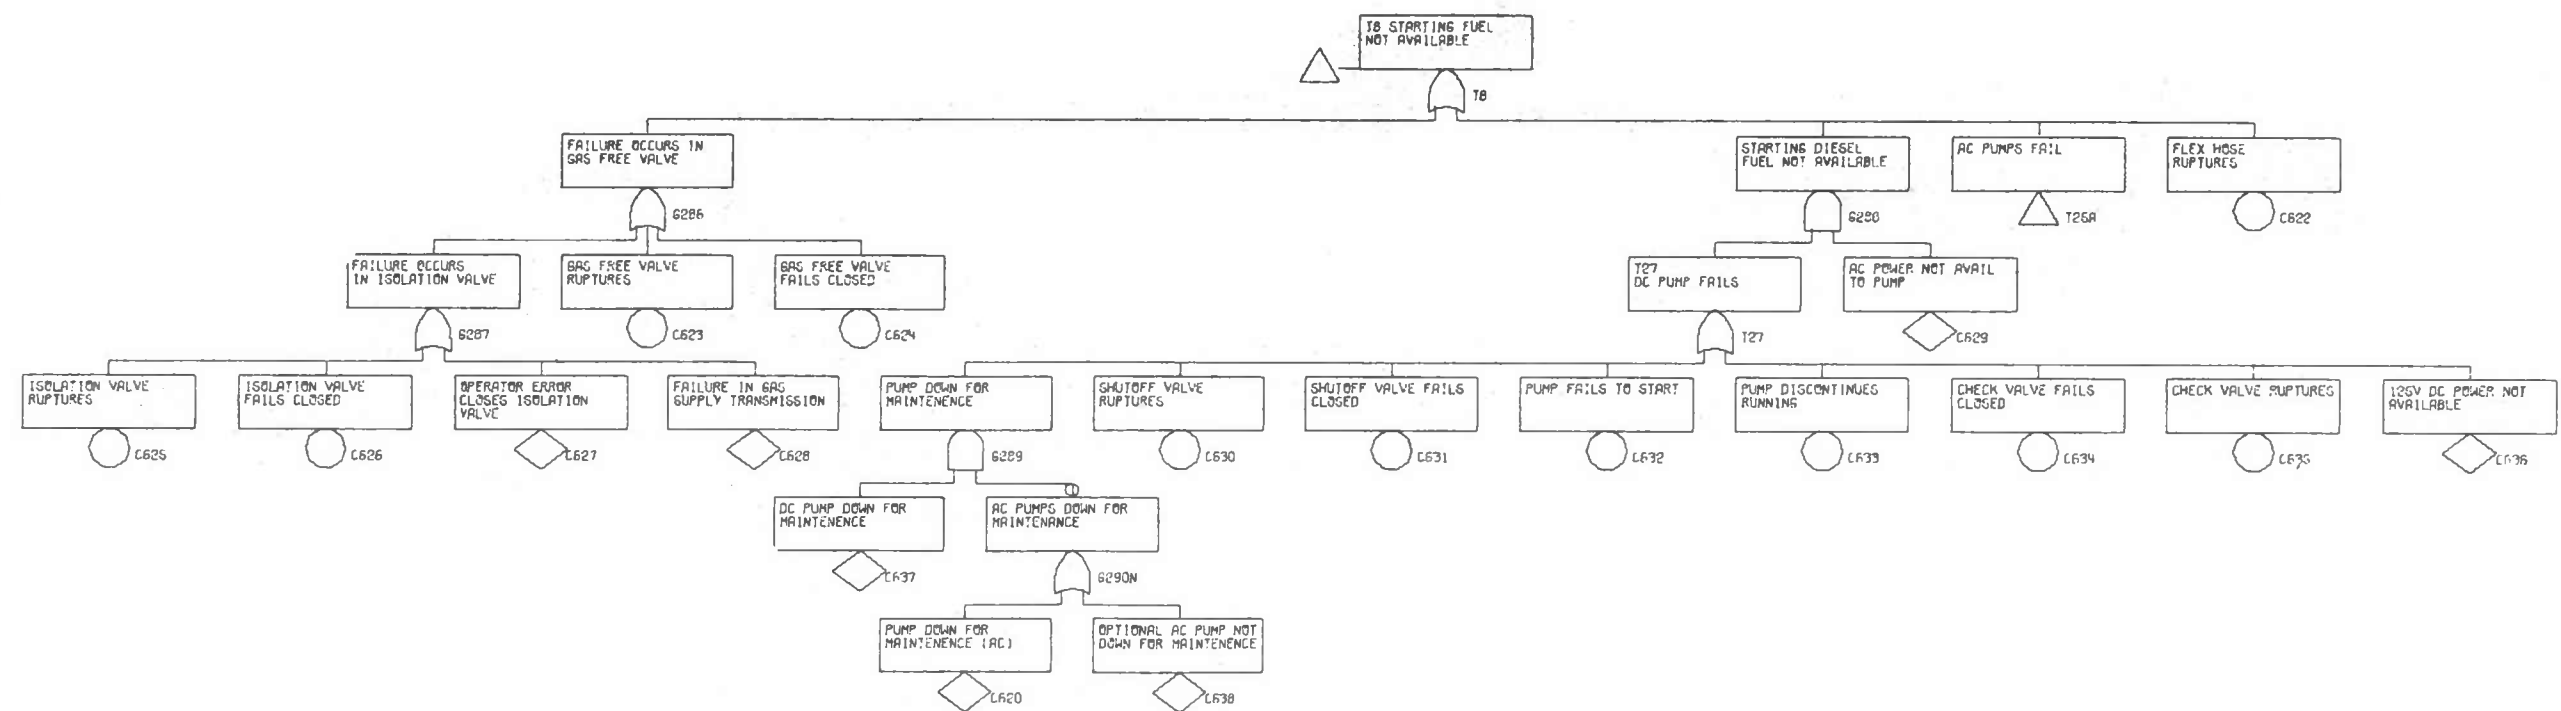 T8 STARTING FUEL
NOT AVAILABLE
T8
FAILURE OCCURS IN
GAS FREE VALVE
STARTING DIESEL
FUEL NOT AVAILABLE
AC PUMPS FAIL
FLEX HOSE
RUPTURES
G286
G288
T26A
C622
FAILURE OCCURS
IN ISOLATION VALVE
GAS FREE VALVE
RUPTURES
GAS FREE VALVE
FAILS CLOSED
T27
DC PUMP FAILS
AC POWER NOT AVAIL
TO PUMP
G287
C623
C624
T27
C629
ISOLATION VALVE
RUPTURES
ISOLATION VALVE
FAILS CLOSED
OPERATOR ERROR
CLOSES ISOLATION
VALVE
FAILURE IN GAS
SUPPLY TRANSMISSION
PUMP DOWN FOR
MAINTENENCE
SHUTOFF VALVE
RUPTURES
SHUTOFF VALVE FAILS
CLOSED
PUMP FAILS TO START
PUMP DISCONTINUES
RUNNING
CHECK VALVE FAILS
CLOSED
CHECK VALVE RUPTURES
125V DC POWER NOT
AVAILABLE
C625
C626
C627
C628
G289
C630
C631
C632
C633
C634
C635
C636
DC PUMP DOWN FOR
MAINTENENCE
AC PUMPS DOWN FOR
MAINTENANCE
C637
G290N
PUMP DOWN FOR
MAINTENENCE (AC)
OPTIONAL AC PUMP NOT
DOWN FOR MAINTENENCE
C620
C638